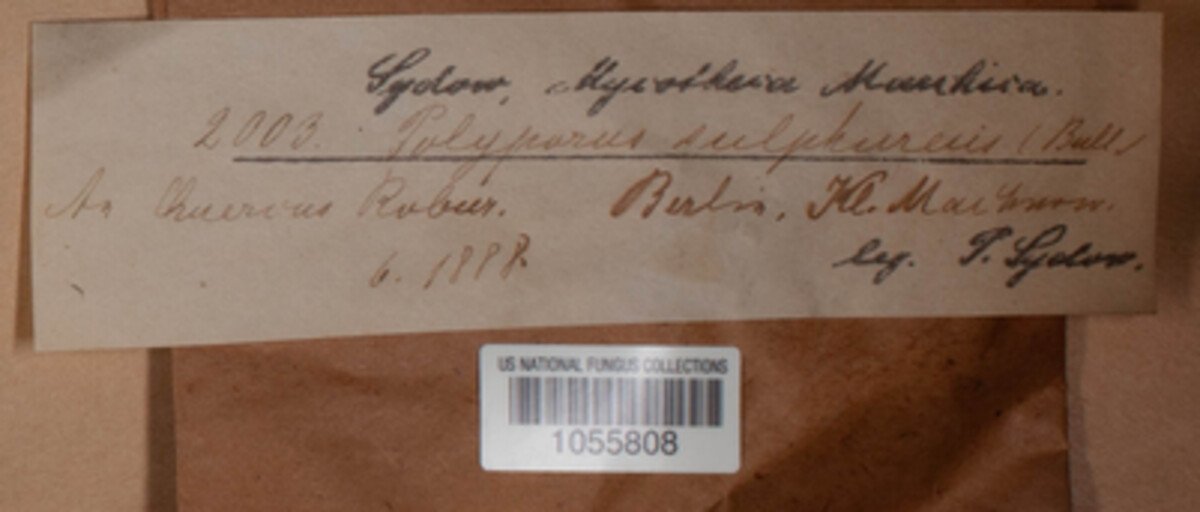 Sydow, Mycotheca Marchica.
2003. Polyporus sulphureus (Bull.)
An Quercus Robur. Berlin, Kl. Machnow.
6. 1888. leg. P. Sydow.
US NATIONAL FUNGUS COLLECTIONS
1055808